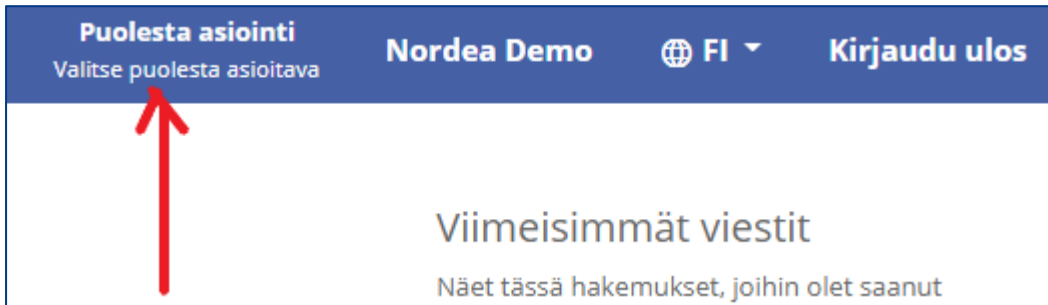 Puolesta asiointi
Valitse puolesta asioitava
Nordea Demo
FI
Kirjaudu ulos
Viimeisimmät viestit
Näet tässä hakemukset, joihin olet saanut